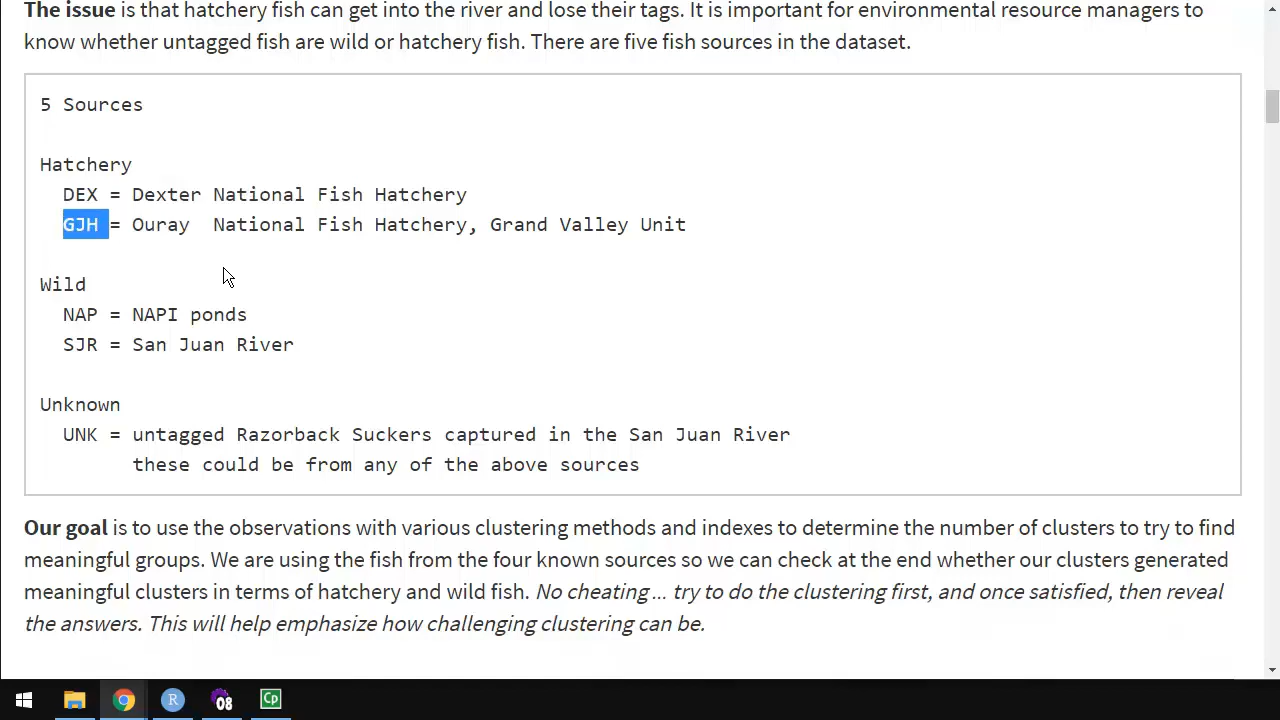 The issue is that hatchery fish can get into the river and lose their tags. It is important for environmental resource managers to
know whether untagged fish are wild or hatchery fish. There are five fish sources in the dataset.
5 Sources
Hatchery
DEX = Dexter National Fish Hatchery
GJH = Ouray  National Fish Hatchery, Grand Valley Unit
Wild
NAP = NAPI ponds
SJR = San Juan River
Unknown
UNK = untagged Razorback Suckers captured in the San Juan River
these could be from any of the above sources
Our goal is to use the observations with various clustering methods and indexes to determine the number of clusters to try to find
meaningful groups. We are using the fish from the four known sources so we can check at the end whether our clusters generated
meaningful clusters in terms of hatchery and wild fish. No cheating... try to do the clustering first, and once satisfied, then reveal
the answers. This will help emphasize how challenging clustering can be.
R
08
Cp